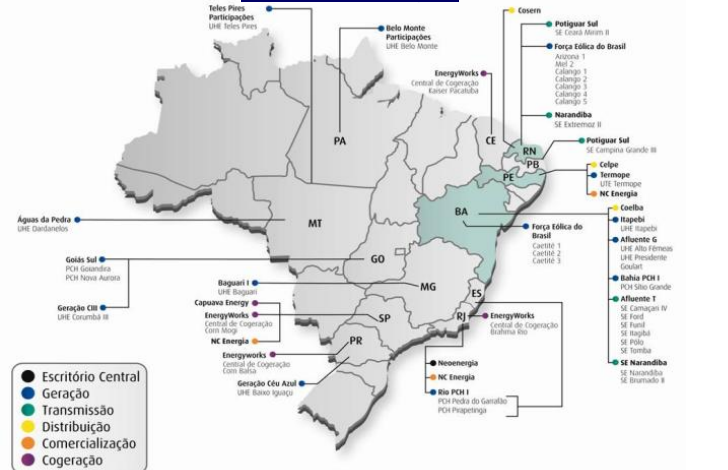 Teles Pires
Participações
UHE Teles Pires
Belo Monte
Participações
UHE Belo Monte
Cosern
Potiguar Sul
SE Ceará Mirim II
Força Eólica do Brasil
Arizona 1
Mel 2
Calango 1
Calango 2
Calango 3
Calango 4
Calango 5
EnergyWorks
Central de Cogeração
Kaiser Pacatuba
Narandiba
SE Extremoz II
Potiguar Sul
SE Campina Grande III
Celpe
Termope
UTE Termope
NC Energia
PA
CE
RN
PB
PE
BA
MT
GO
MG
ES
SP
RJ
PR
Águas da Pedra
UHE Dardanelos
Força Eólica do
Brasil
Caetité 1
Caetité 2
Caetité 3
Coelba
Itapebi
UHE Itapebi
Afluente G
UHE Alto Fêmeas
UHE Presidente
Goulart
Bahia PCH I
PCH Sítio Grande
Afluente T
SE Camaçari IV
SE Ford
SE Funil
SE Itagibá
SE Pólo
SE Tomba
SE Narandiba
SE Narandiba
SE Brumado II
Goiás Sul
PCH Goiandira
PCH Nova Aurora
Geração CIII
UHE Corumbá III
Baguari I
UHE Baguari
Capuava Energy
EnergyWorks
Central de Cogeração
Corn Mogi
NC Energia
Energyworks
Central de Cogeração
Corn Balsa
Geração Céu Azul
UHE Baixo Iguaçu
EnergyWorks
Central de Cogeração
Brahma Rio
Neoenergia
NC Energia
Rio PCH I
PCH Pedra do Garrafão
PCH Pirapetinga
Escritório Central
Geração
Transmissão
Distribuição
Comercialização
Cogeração